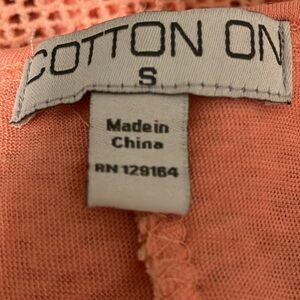 COTTON ON
S
Made in
China
RN 129164